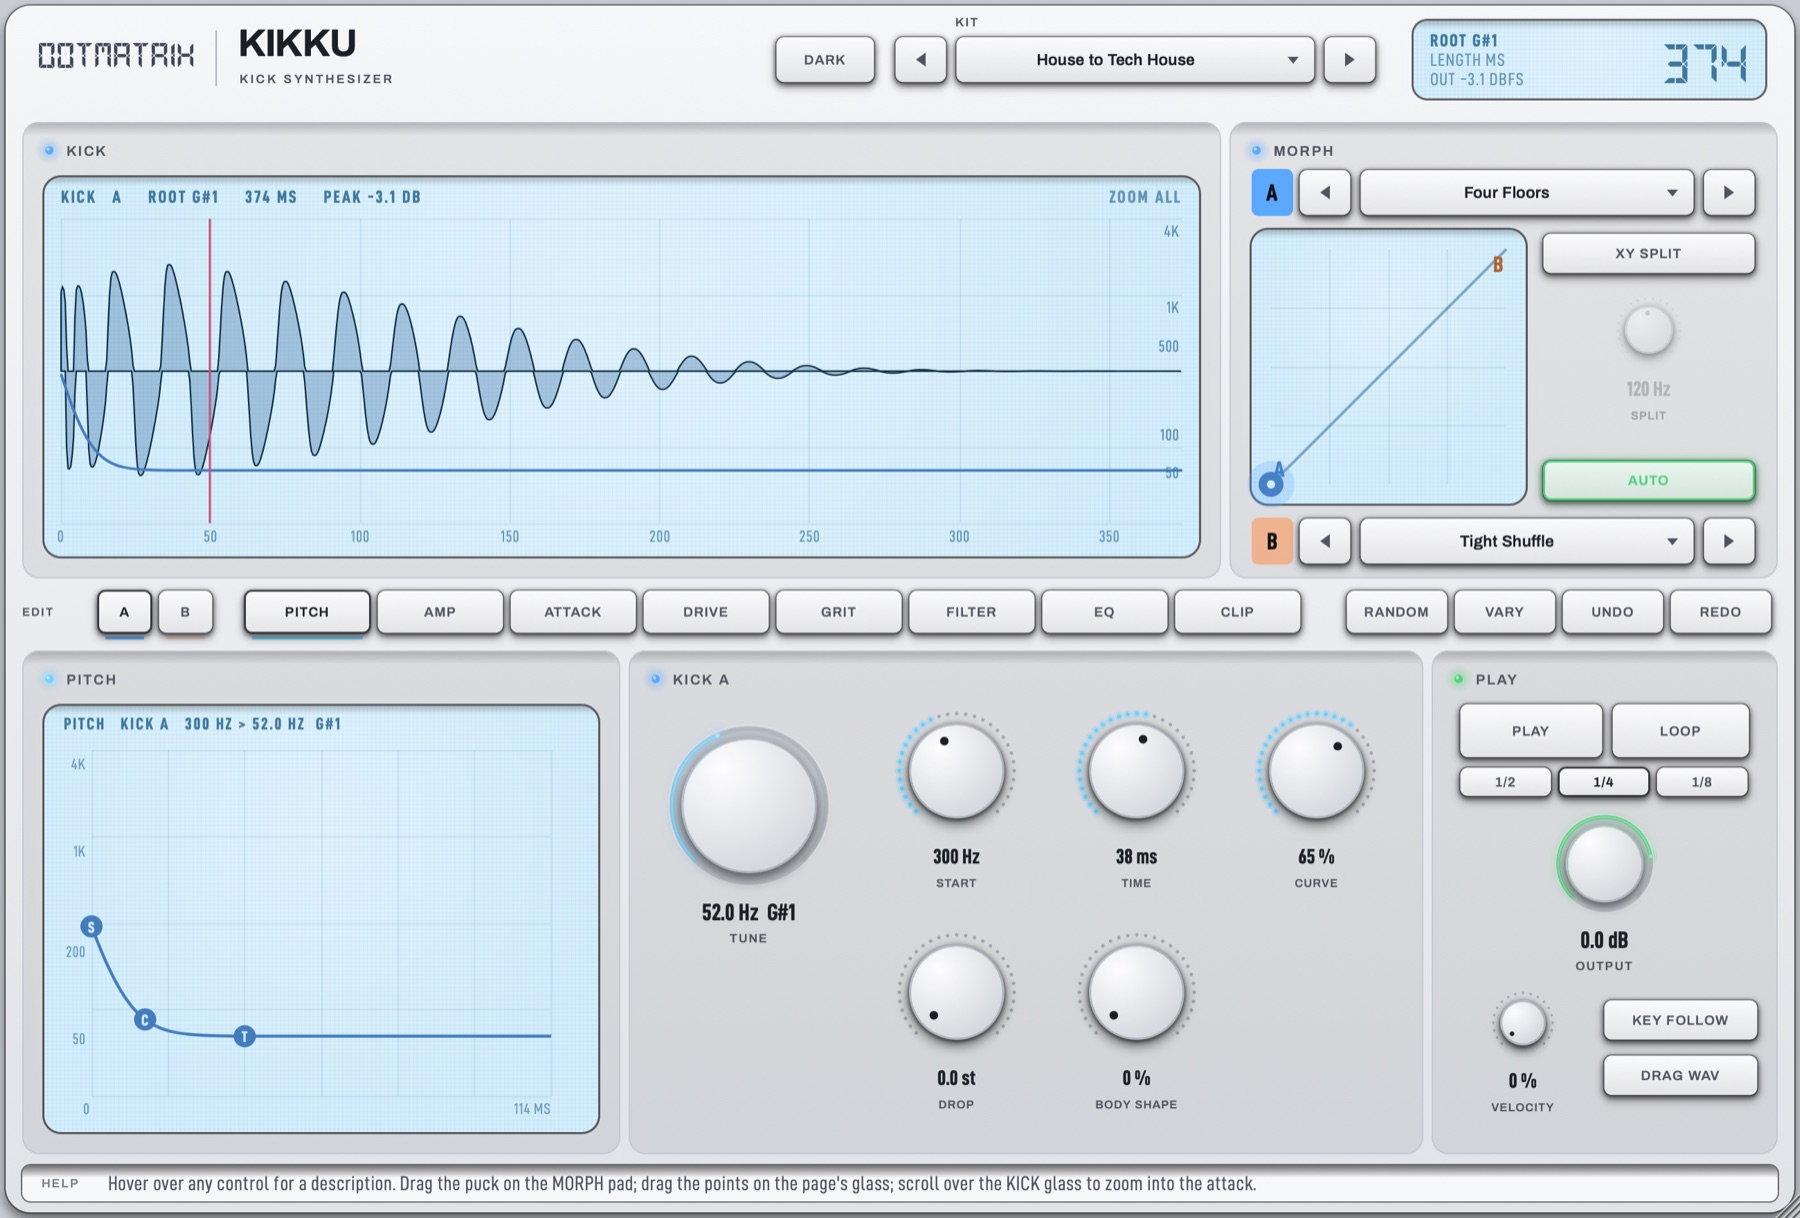 DOTMATRIX
KIKKU
KICK SYNTHESIZER
DARK
KIT
House to Tech House
ROOT G#1
LENGTH MS
OUT -3.1 DBFS
374
KICK
KICK A ROOT G#1 374 MS PEAK -3.1 DB ZOOM ALL
4K
1K
500
100
50
0 50 100 150 200 250 300 350
MORPH
A Four Floors
B
A
XY SPLIT
120 Hz
SPLIT
AUTO
B Tight Shuffle
EDIT A B PITCH AMP ATTACK DRIVE GRIT FILTER EQ CLIP RANDOM VARY UNDO REDO
PITCH
PITCH KICK A 300 HZ > 52.0 HZ G#1
4K
1K
S
200
C
T
50
0 114 MS
KICK A
52.0 Hz G#1
TUNE
300 Hz
START
38 ms
TIME
65 %
CURVE
0.0 st
DROP
0 %
BODY SHAPE
PLAY
PLAY LOOP
1/2 1/4 1/8
0.0 dB
OUTPUT
0 %
VELOCITY
KEY FOLLOW
DRAG WAV
HELP Hover over any control for a description. Drag the puck on the MORPH pad; drag the points on the page's glass; scroll over the KICK glass to zoom into the attack.